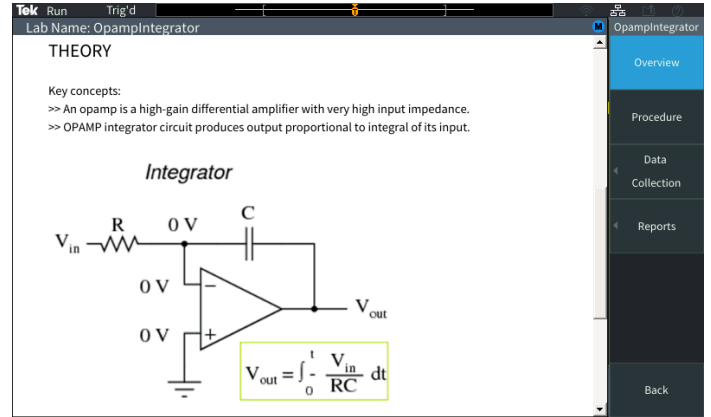 Tek Run Trig'd
Lab Name: OpampIntegrator
M
OpampIntegrator
THEORY
Key concepts:
>> An opamp is a high-gain differential amplifier with very high input impedance.
>> OPAMP integrator circuit produces output proportional to integral of its input.
Integrator
R
0 V
C
Vin
0 V
−
Vout
0 V
+
Vout = ∫0t - Vin/RC dt
Overview
Procedure
Data
Collection
Reports
Back